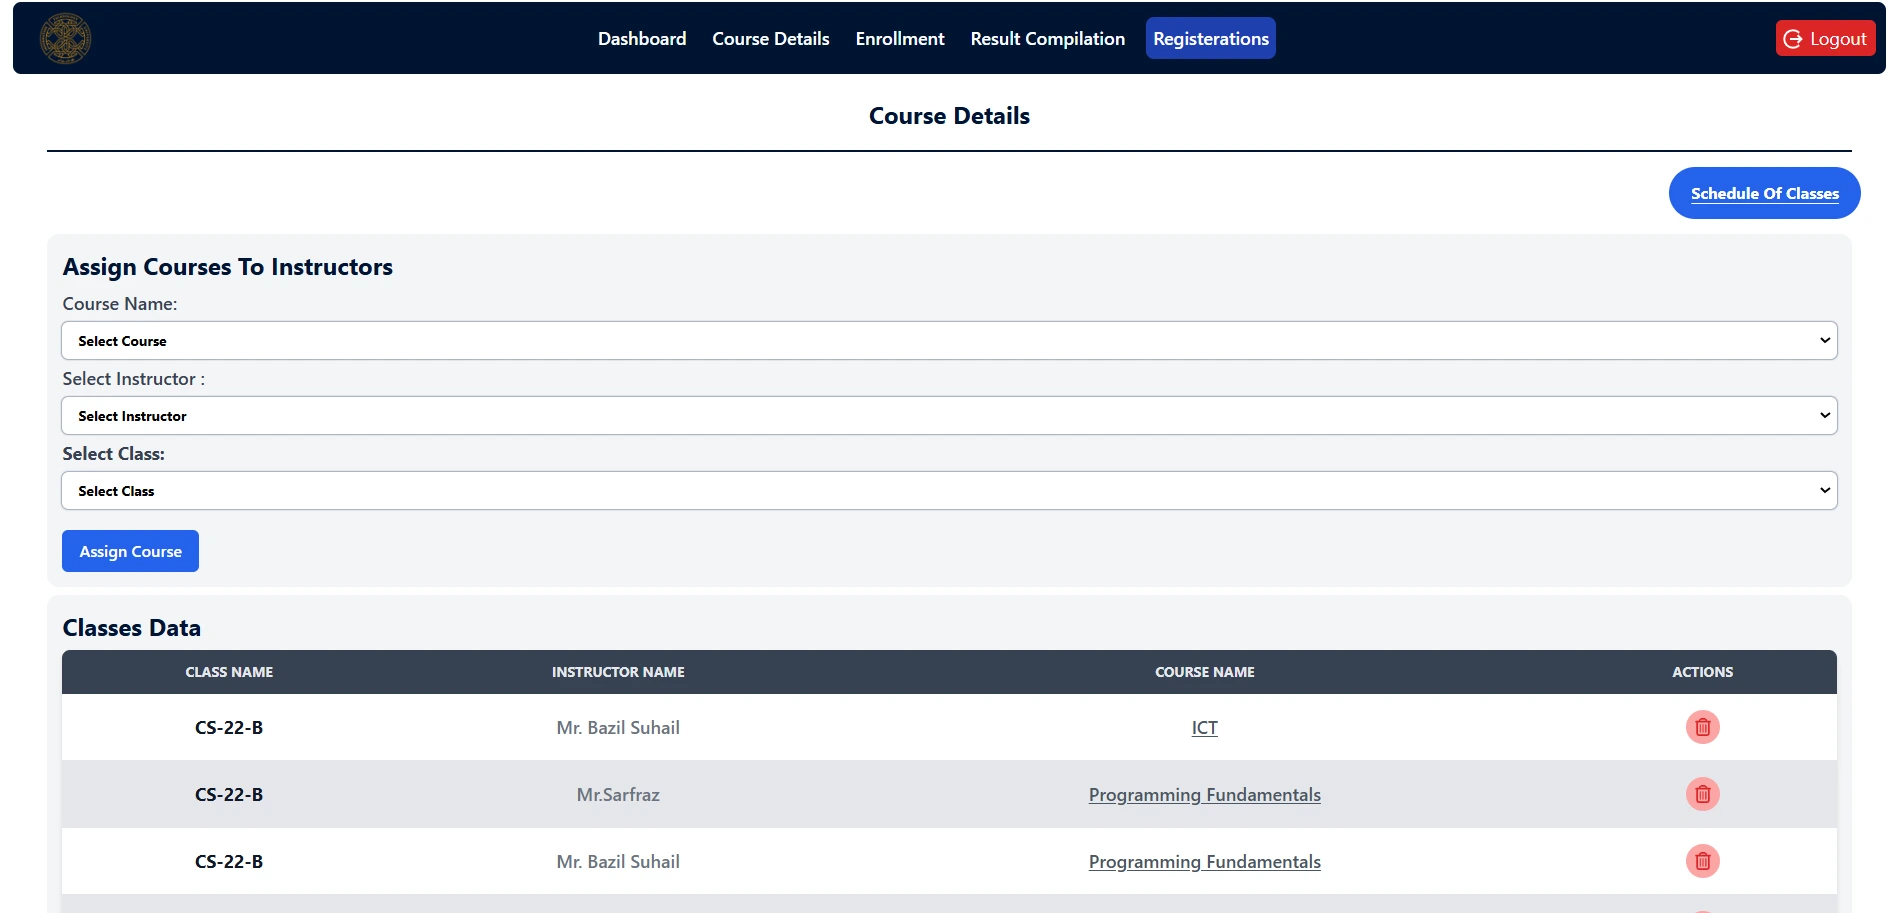 Dashboard Course Details Enrollment Result Compilation Registerations Logout
Course Details
Schedule Of Classes
Assign Courses To Instructors
Course Name:
Select Course
Select Instructor :
Select Instructor
Select Class:
Select Class
Assign Course
Classes Data
CLASS NAME INSTRUCTOR NAME COURSE NAME ACTIONS
CS-22-B Mr. Bazil Suhail ICT
CS-22-B Mr.Sarfraz Programming Fundamentals
CS-22-B Mr. Bazil Suhail Programming Fundamentals